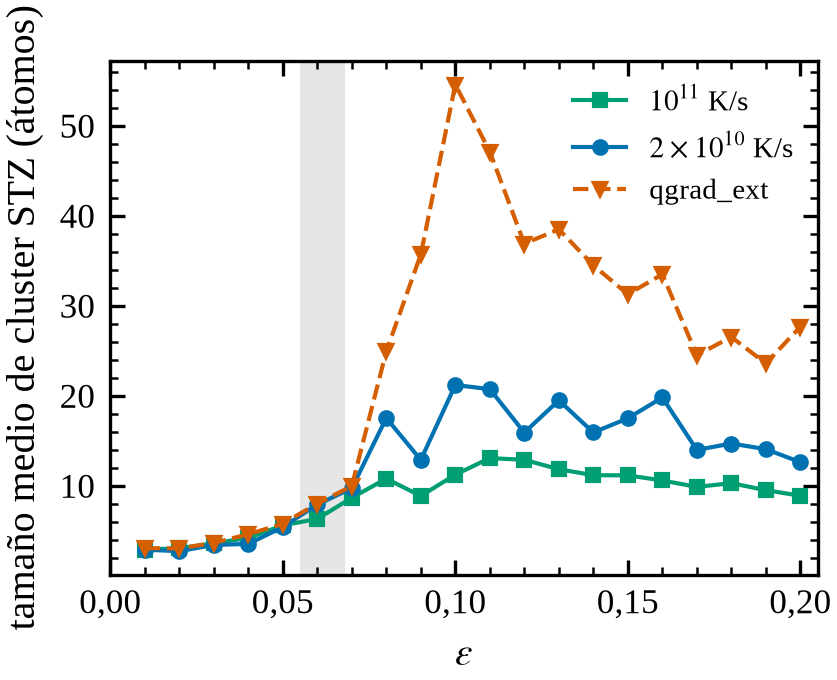 tamaño medio de cluster STZ (átomos)
50
40
30
20
10
0,00
0,05
0,10
0,15
0,20
ε
10¹¹ K/s
2 × 10¹⁰ K/s
qgrad_ext